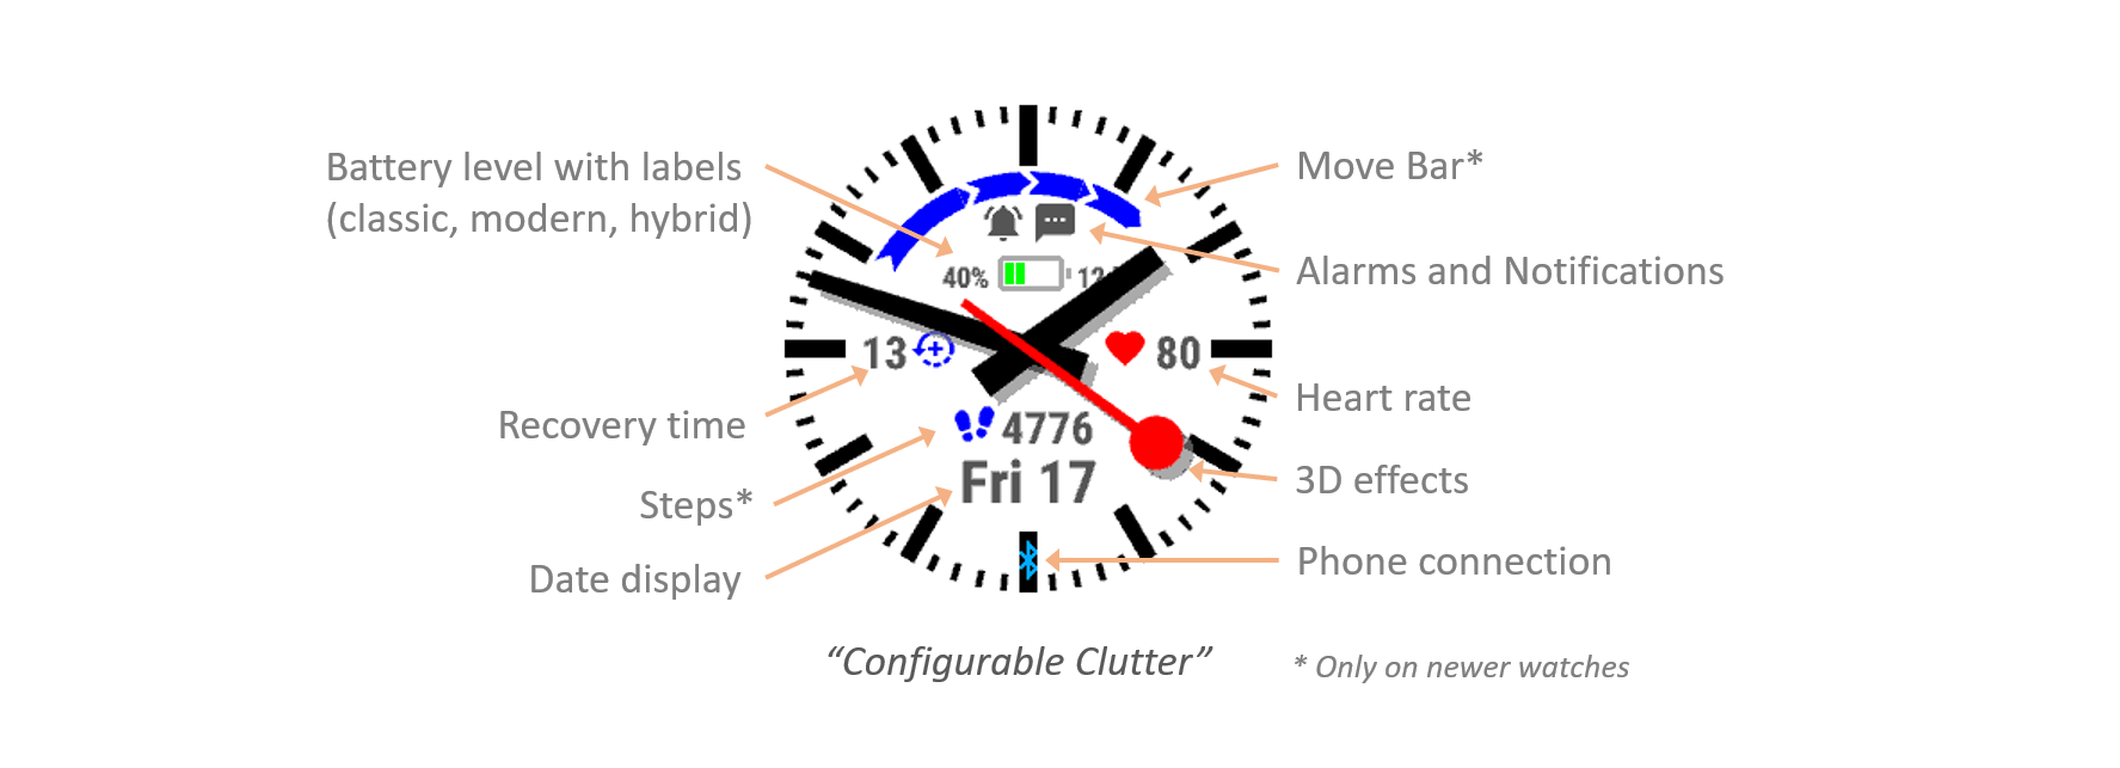 Battery level with labels
(classic, modern, hybrid)
Move Bar*
Alarms and Notifications
40%
13
80
Recovery time
Heart rate
4776
Steps*
Fri 17
3D effects
Date display
Phone connection
“Configurable Clutter”
* Only on newer watches